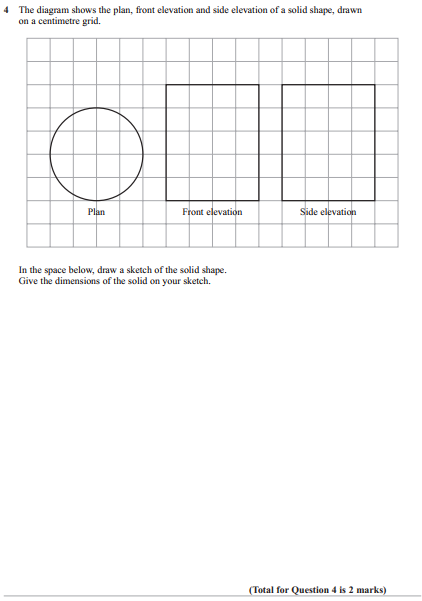 4 The diagram shows the plan, front elevation and side elevation of a solid shape, drawn
on a centimetre grid.
Plan
Front elevation
Side elevation
In the space below, draw a sketch of the solid shape.
Give the dimensions of the solid on your sketch.
(Total for Question 4 is 2 marks)